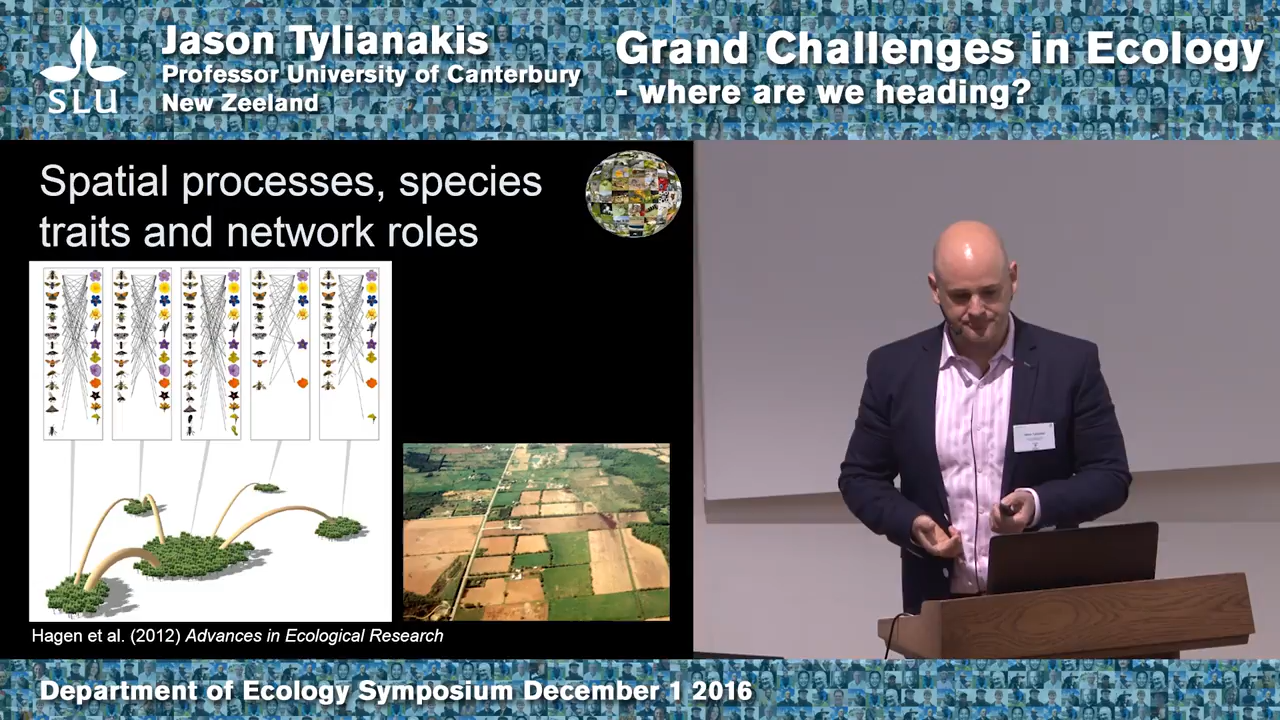 SLU
Jason Tylianakis
Professor University of Canterbury
New Zeeland
Grand Challenges in Ecology
- where are we heading?
Spatial processes, species
traits and network roles
Hagen et al. (2012) Advances in Ecological Research
Department of Ecology Symposium December 1 2016